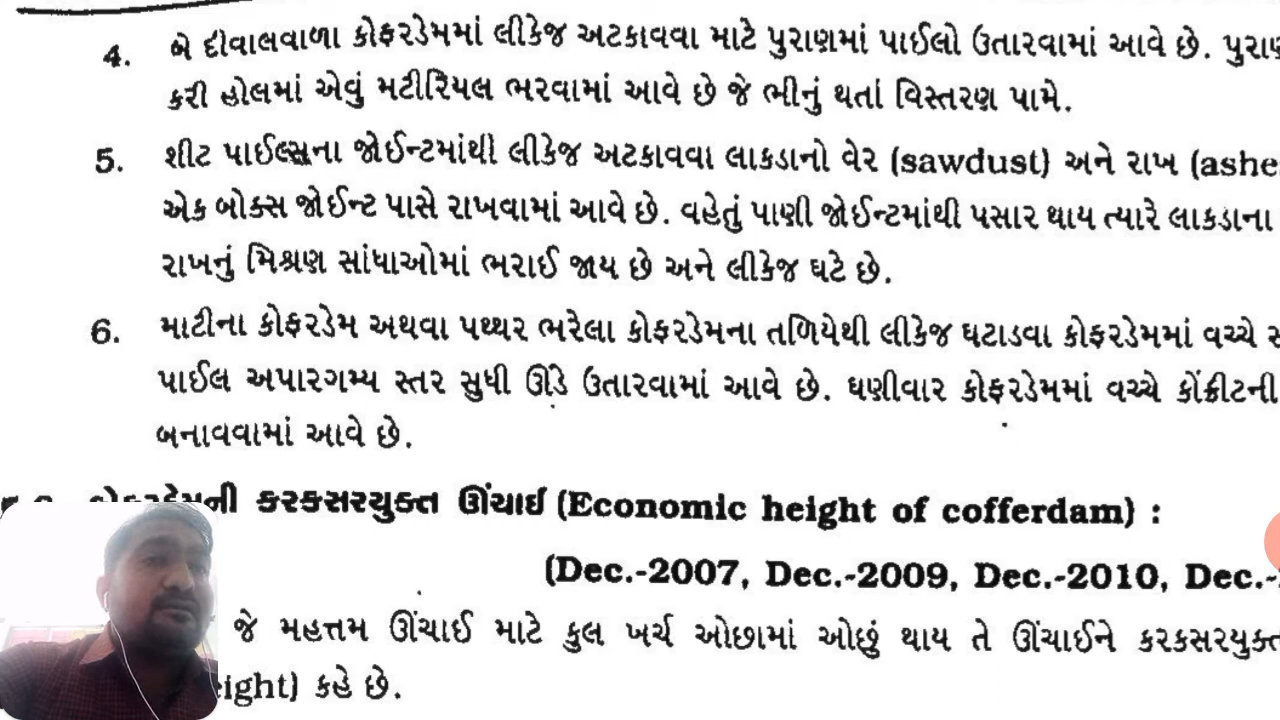 4. બે દીવાલવાળા કોફરડેમમાં લીકેજ અટકાવવા માટે પુરાણમાં પાઈલો ઉતારવામાં આવે છે.
કરી હોલમાં એવું મટીરિયલ ભરવામાં આવે છે જે ભીનું થતાં વિસ્તરણ પામે.
5. શીટ પાઈલ્સના જોઈન્ટમાંથી લીકેજ અટકાવવા લાકડાનો વેર (sawdust) અને રાખ (ashe
એક બોક્સ જોઈન્ટ પાસે રાખવામાં આવે છે. વહેતું પાણી જોઈન્ટમાંથી પસાર થાય ત્યારે લાકડાના
રાખનું મિશ્રણ સાંધાઓમાં ભરાઈ જાય છે અને લીકેજ ઘટે છે.
6. માટીના કોફરડેમ અથવા પથ્થર ભરેલા કોફરડેમના તળિયેથી લીકેજ ઘટાડવા કોફરડેમમાં વચ્ચે
પાઈલ અપારગમ્ય સ્તર સુધી ઊંડે ઉતારવામાં આવે છે. ઘણીવાર કોફરડેમમાં વચ્ચે કોંક્રીટની
બનાવવામાં આવે છે.
કરકસરયુક્ત ઊંચાઈ (Economic height of cofferdam) :
(Dec.-2007, Dec.-2009, Dec.-2010, Dec.-
જે મહત્તમ ઊંચાઈ માટે કુલ ખર્ચ ઓછામાં ઓછું થાય તે ઊંચાઈને કરકસરયુક્ત
eight) કહે છે.